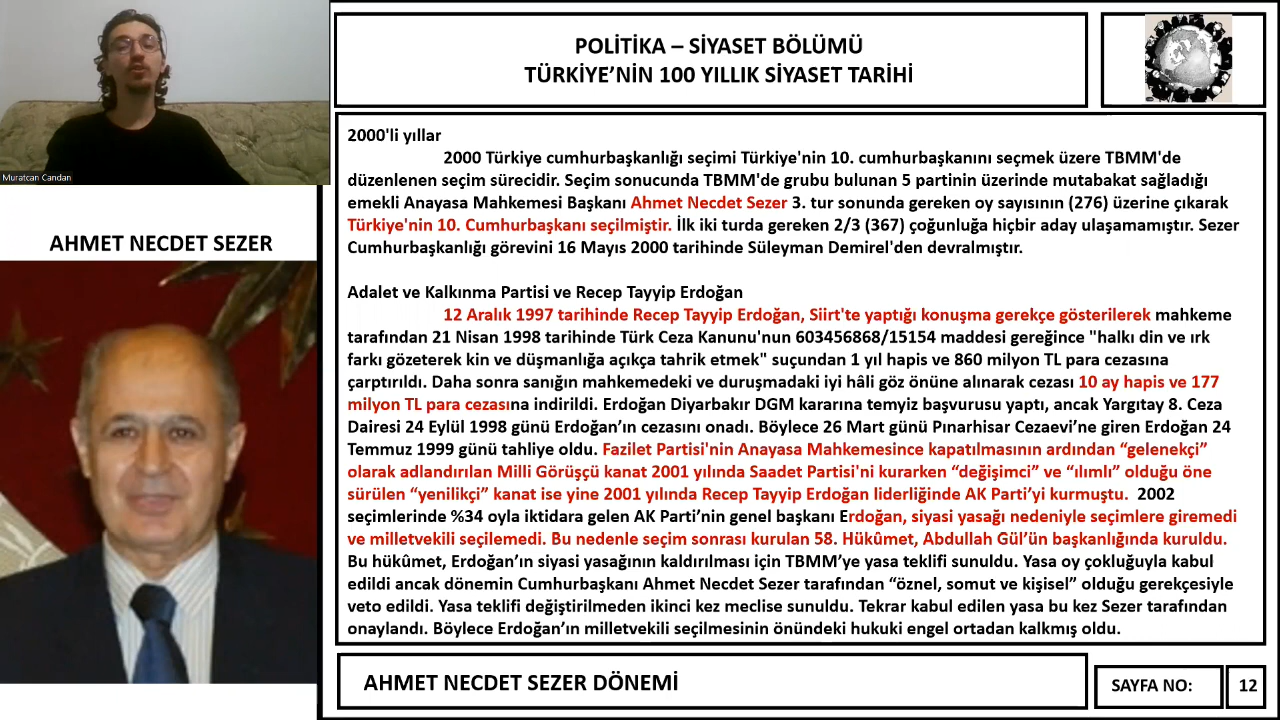 Muratcan Candan
AHMET NECDET SEZER
POLİTİKA – SİYASET BÖLÜMÜ
TÜRKİYE’NİN 100 YILLIK SİYASET TARİHİ
2000'li yıllar
2000 Türkiye cumhurbaşkanlığı seçimi Türkiye'nin 10. cumhurbaşkanını seçmek üzere TBMM'de
düzenlenen seçim sürecidir. Seçim sonucunda TBMM'de grubu bulunan 5 partinin üzerinde mutabakat sağladığı
emekli Anayasa Mahkemesi Başkanı Ahmet Necdet Sezer 3. tur sonunda gereken oy sayısının (276) üzerine çıkarak
Türkiye'nin 10. Cumhurbaşkanı seçilmiştir. İlk iki turda gereken 2/3 (367) çoğunluğa hiçbir aday ulaşamamıştır. Sezer
Cumhurbaşkanlığı görevini 16 Mayıs 2000 tarihinde Süleyman Demirel'den devralmıştır.
Adalet ve Kalkınma Partisi ve Recep Tayyip Erdoğan
12 Aralık 1997 tarihinde Recep Tayyip Erdoğan, Siirt'te yaptığı konuşma gerekçe gösterilerek mahkeme
tarafından 21 Nisan 1998 tarihinde Türk Ceza Kanunu'nun 603456868/15154 maddesi gereğince "halkı din ve ırk
farkı gözeterek kin ve düşmanlığa açıkça tahrik etmek" suçundan 1 yıl hapis ve 860 milyon TL para cezasına
çarptırıldı. Daha sonra sanığın mahkemedeki ve duruşmadaki iyi hâli göz önüne alınarak cezası 10 ay hapis ve 177
milyon TL para cezasına indirildi. Erdoğan Diyarbakır DGM kararına temyiz başvurusu yaptı, ancak Yargıtay 8. Ceza
Dairesi 24 Eylül 1998 günü Erdoğan’ın cezasını onadı. Böylece 26 Mart günü Pınarhisar Cezaevi’ne giren Erdoğan 24
Temmuz 1999 günü tahliye oldu. Fazilet Partisi'nin Anayasa Mahkemesince kapatılmasının ardından “gelenekçi”
olarak adlandırılan Milli Görüşçü kanat 2001 yılında Saadet Partisi'ni kurarken “değişimci” ve “ılımlı” olduğu öne
sürülen “yenilikçi” kanat ise yine 2001 yılında Recep Tayyip Erdoğan liderliğinde AK Parti’yi kurmuştu. 2002
seçimlerinde %34 oyla iktidara gelen AK Parti’nin genel başkanı Erdoğan, siyasi yasağı nedeniyle seçimlere giremedi
ve milletvekili seçilemedi. Bu nedenle seçim sonrası kurulan 58. Hükûmet, Abdullah Gül’ün başkanlığında kuruldu.
Bu hükûmet, Erdoğan’ın siyasi yasağının kaldırılması için TBMM’ye yasa teklifi sunuldu. Yasa oy çokluğuyla kabul
edildi ancak dönemin Cumhurbaşkanı Ahmet Necdet Sezer tarafından “öznel, somut ve kişisel” olduğu gerekçesiyle
veto edildi. Yasa teklifi değiştirilmeden ikinci kez meclise sunuldu. Tekrar kabul edilen yasa bu kez Sezer tarafından
onaylandı. Böylece Erdoğan’ın milletvekili seçilmesinin önündeki hukuki engel ortadan kalkmış oldu.
AHMET NECDET SEZER DÖNEMİ
SAYFA NO:
12